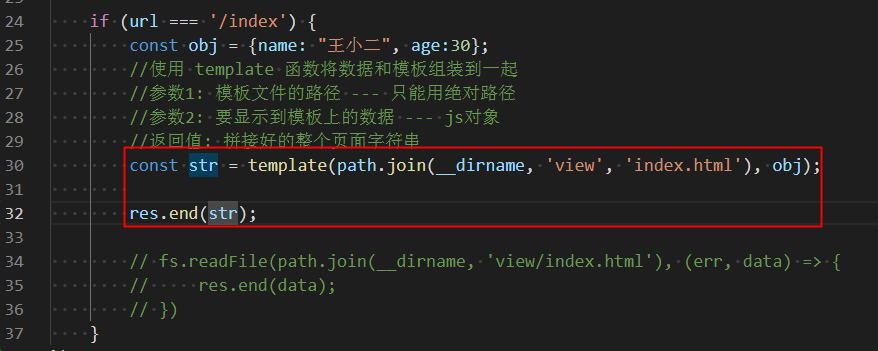 24 if (url === '/index') {
25 const obj = {name: "王小二", age:30};
26 //使用 template 函数将数据和模板组装到一起
27 //参数1: 模板文件的路径 --- 只能用绝对路径
28 //参数2: 要显示到模板上的数据 --- js对象
29 //返回值: 拼接好的整个页面字符串
30 const str = template(path.join(__dirname, 'view', 'index.html'), obj);
31
32 res.end(str);
33
34 // fs.readFile(path.join(__dirname, 'view/index.html'), (err, data) => {
35 //     res.end(data);
36 // })
37 }